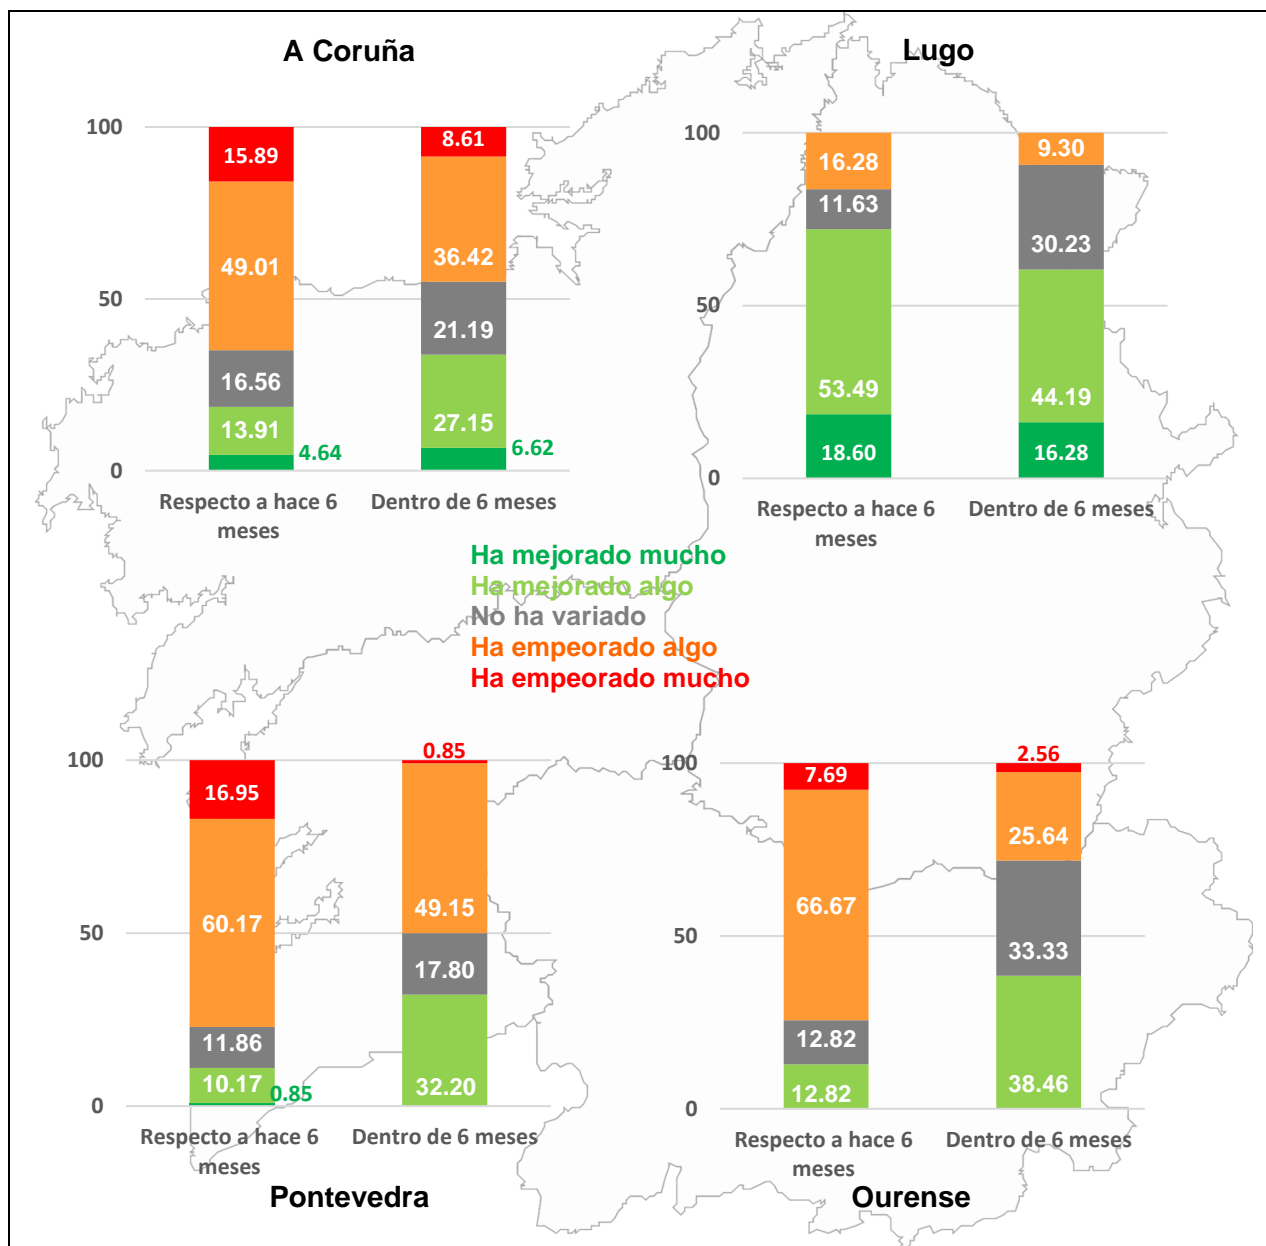 A Coruña
Lugo
100
50
0
15.89
49.01
16.56
13.91
4.64
8.61
36.42
21.19
27.15
6.62
Respecto a hace 6
meses
Dentro de 6 meses
100
50
0
16.28
11.63
53.49
18.60
9.30
30.23
44.19
16.28
Respecto a hace 6
meses
Dentro de 6 meses
Ha mejorado mucho
Ha mejorado algo
No ha variado
Ha empeorado algo
Ha empeorado mucho
100
50
0
16.95
60.17
11.86
10.17
0.85
0.85
49.15
17.80
32.20
Respecto a hace 6
meses
Dentro de 6 meses
100
50
0
7.69
66.67
12.82
12.82
2.56
25.64
33.33
38.46
Respecto a hace 6
meses
Dentro de 6 meses
Pontevedra
Ourense